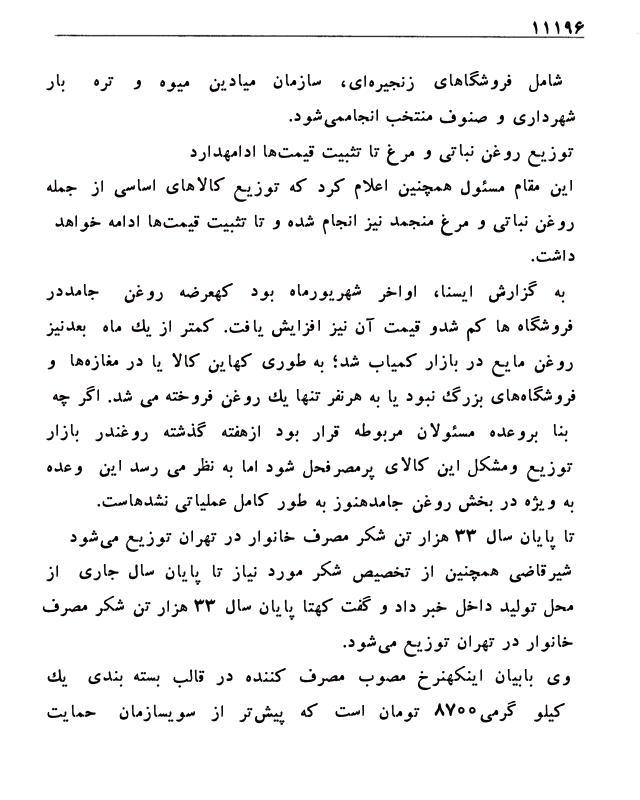 ۱۱۱۹۶
شامل فروشگاهای زنجیره‌ای، سازمان میادین میوه و تره بار
شهرداری و صنوف منتخب انجاممی‌شود.
توزیع روغن نباتی و مرغ تا تثبیت قیمت‌ها ادامهدارد
این مقام مسئول همچنین اعلام کرد که توزیع کالاهای اساسی از جمله
روغن نباتی و مرغ منجمد نیز انجام شده و تا تثبیت قیمت‌ها ادامه خواهد
داشت.
به گزارش ایسنا، اواخر شهریورماه بود کهعرضه روغن جامددر
فروشگاه ها کم شدو قیمت آن نیز افزایش یافت. کمتر از یك ماه بعدنیز
روغن مایع در بازار کمیاب شد؛ به طوری کهاین کالا یا در مغازه‌ها و
فروشگاه‌های بزرگ نبود یا به هرنفر تنها یك روغن فروخته می شد. اگر چه
بنا بروعده مسئولان مربوطه قرار بود ازهفته گذشته روغندر بازار
توزیع ومشکل این کالای پرمصرفحل شود اما به نظر می رسد این وعده
به ویژه در بخش روغن جامدهنوز به طور کامل عملیاتی نشدهاست.
تا پایان سال ۳۳ هزار تن شکر مصرف خانوار در تهران توزیع می‌شود
شیرقاضی همچنین از تخصیص شکر مورد نیاز تا پایان سال جاری از
محل تولید داخل خبر داد و گفت کهتا پایان سال ۳۳ هزار تن شکر مصرف
خانوار در تهران توزیع می‌شود.
وی بابیان اینکهنرخ مصوب مصرف کننده در قالب بسته بندی یك
کیلو گرمی۸۷۰۰ تومان است که پیش‌تر از سویسازمان حمایت